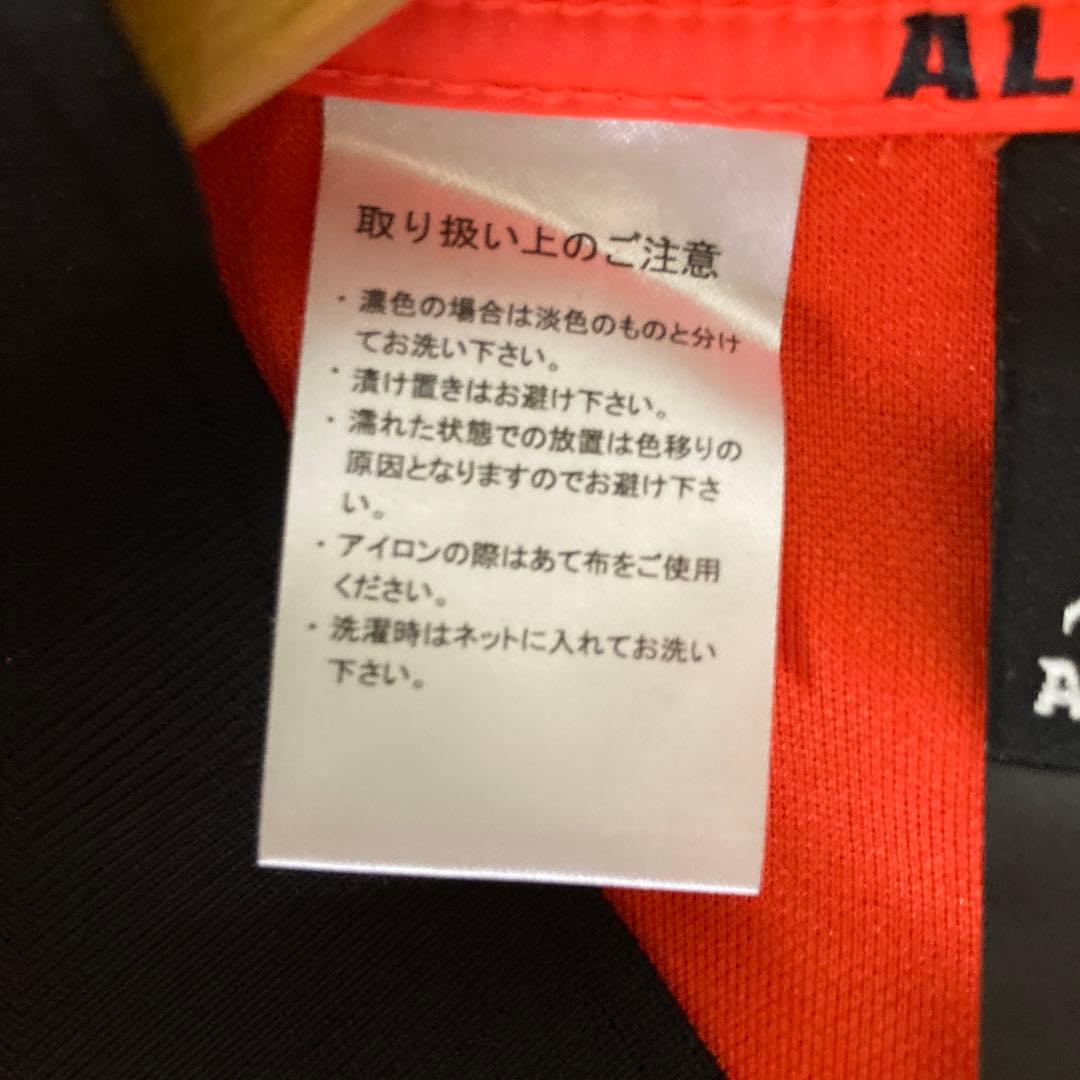 AL
取り扱い上のご注意
・濃色の場合は淡色のものと分け
てお洗い下さい。
・漬け置きはお避け下さい。
・濡れた状態での放置は色移りの
原因となりますのでお避け下さ
い。
・アイロンの際はあて布をご使用
ください。
・洗濯時はネットに入れてお洗い
下さい。
A